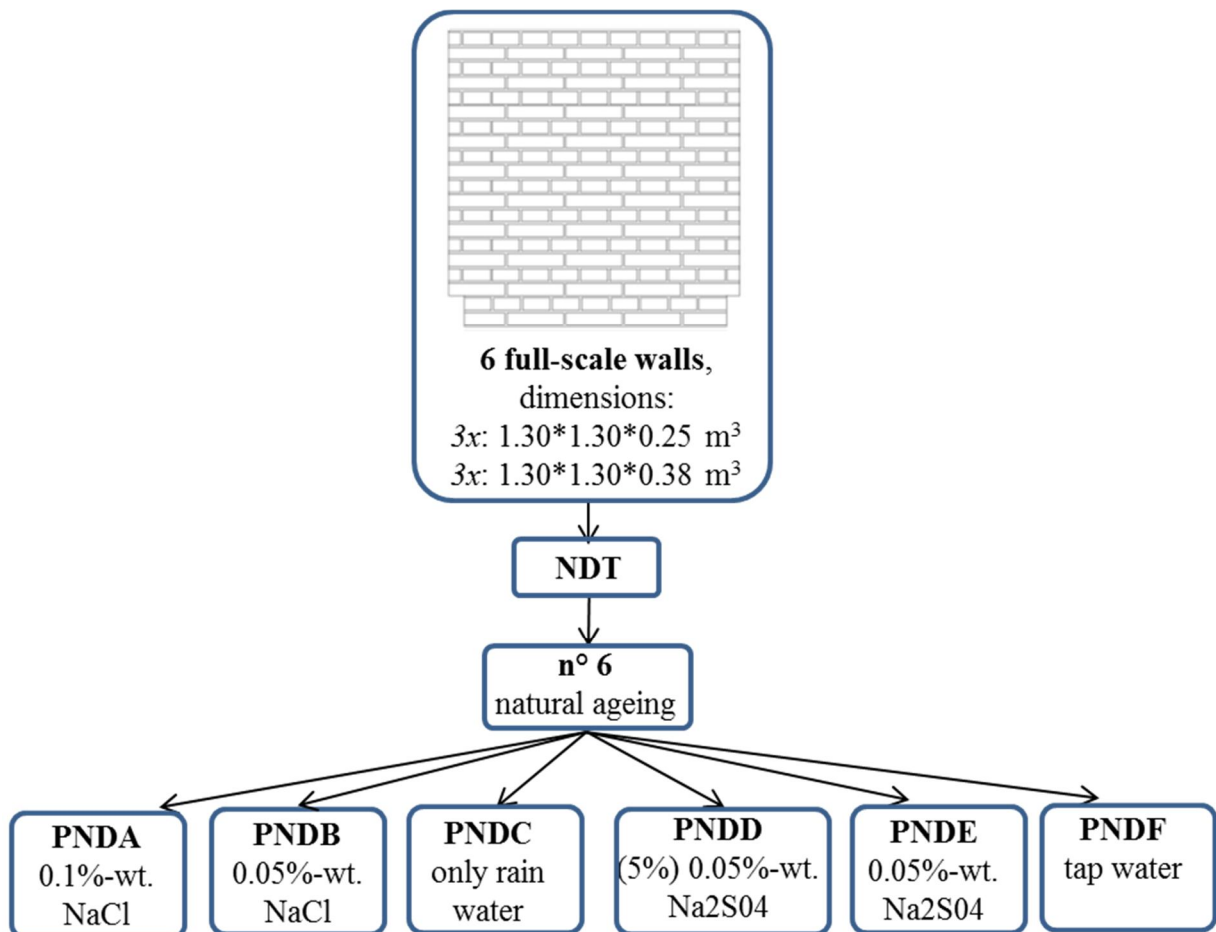 6 full-scale walls,
dimensions:
3x: 1.30*1.30*0.25 m³
3x: 1.30*1.30*0.38 m³
NDT
n° 6
natural ageing
PNDA
0.1%-wt.
NaCl
PNDB
0.05%-wt.
NaCl
PNDC
only rain
water
PNDD
(5%) 0.05%-wt.
Na2S04
PNDE
0.05%-wt.
Na2S04
PNDF
tap water